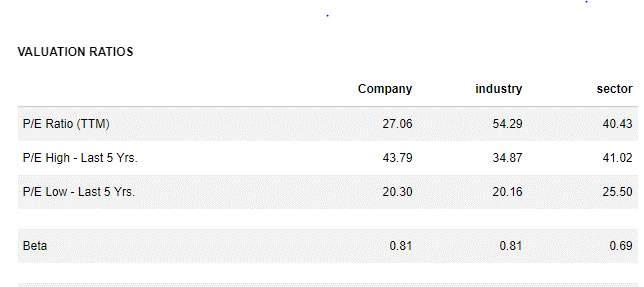 VALUATION RATIOS
Company industry sector
P/E Ratio (TTM) 27.06 54.29 40.43
P/E High - Last 5 Yrs. 43.79 34.87 41.02
P/E Low - Last 5 Yrs. 20.30 20.16 25.50
Beta 0.81 0.81 0.69